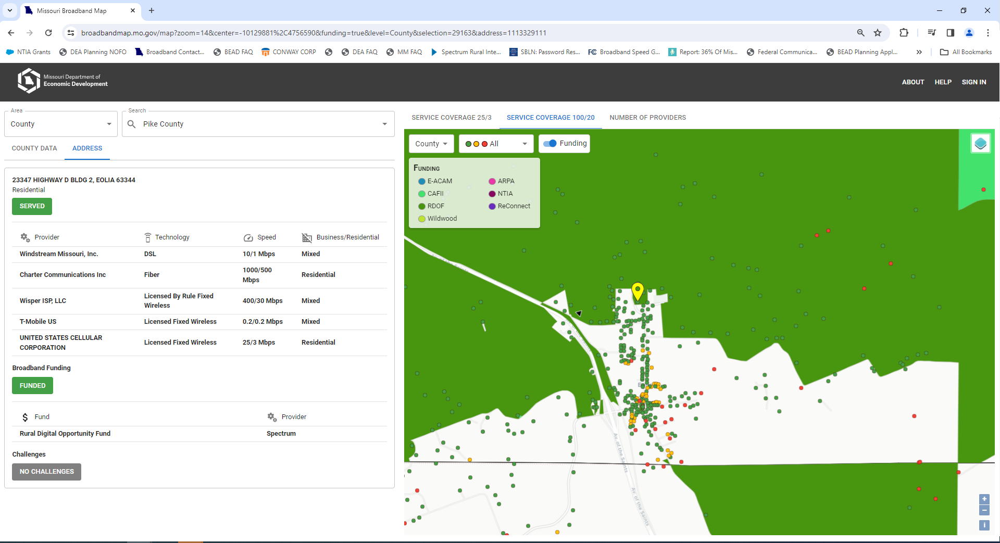 Missouri Broadband Map
broadbandmap.mo.gov/map?zoom=14&center=-10129881%2C4756590&funding=true&level=County&selection=29163&address=1113329111
NTIA Grants
DEA Planning NOFO
Broadband Contact...
BEAD FAQ
CONWAY CORP
DEA FAQ
MM FAQ
Spectrum Rural Inte...
SBLN: Password Res...
Broadband Speed G...
Report: 36% Of Mis...
Federal Communica...
BEAD Planning Appl...
All Bookmarks
Missouri Department of
Economic Development
ABOUT
HELP
SIGN IN
Area
County
Search
Pike County
COUNTY DATA
ADDRESS
23347 HIGHWAY D BLDG 2, EOLIA 63344
Residential
SERVED
Provider
Technology
Speed
Business/Residential
Windstream Missouri, Inc.
DSL
10/1 Mbps
Mixed
Charter Communications Inc
Fiber
1000/500
Mbps
Residential
Wisper ISP, LLC
Licensed By Rule Fixed
Wireless
400/30 Mbps
Mixed
T-Mobile US
Licensed Fixed Wireless
0.2/0.2 Mbps
Mixed
UNITED STATES CELLULAR
CORPORATION
Licensed Fixed Wireless
25/3 Mbps
Residential
Broadband Funding
FUNDED
Fund
Provider
Rural Digital Opportunity Fund
Spectrum
Challenges
NO CHALLENGES
SERVICE COVERAGE 25/3
SERVICE COVERAGE 100/20
NUMBER OF PROVIDERS
County
All
Funding
FUNDING
E-ACAM
ARPA
CAFII
NTIA
RDOF
ReConnect
Wildwood
Av. of the Saints
Av. of the Saints
+
−
i